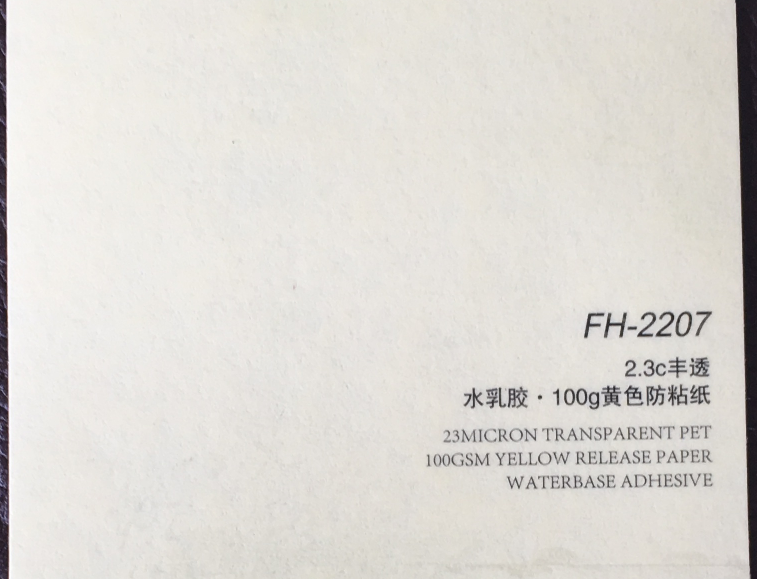 FH-2207
2.3c丰透
水乳胶·100g黄色防粘纸
23MICRON TRANSPARENT PET
100GSM YELLOW RELEASE PAPER
WATERBASE ADHESIVE